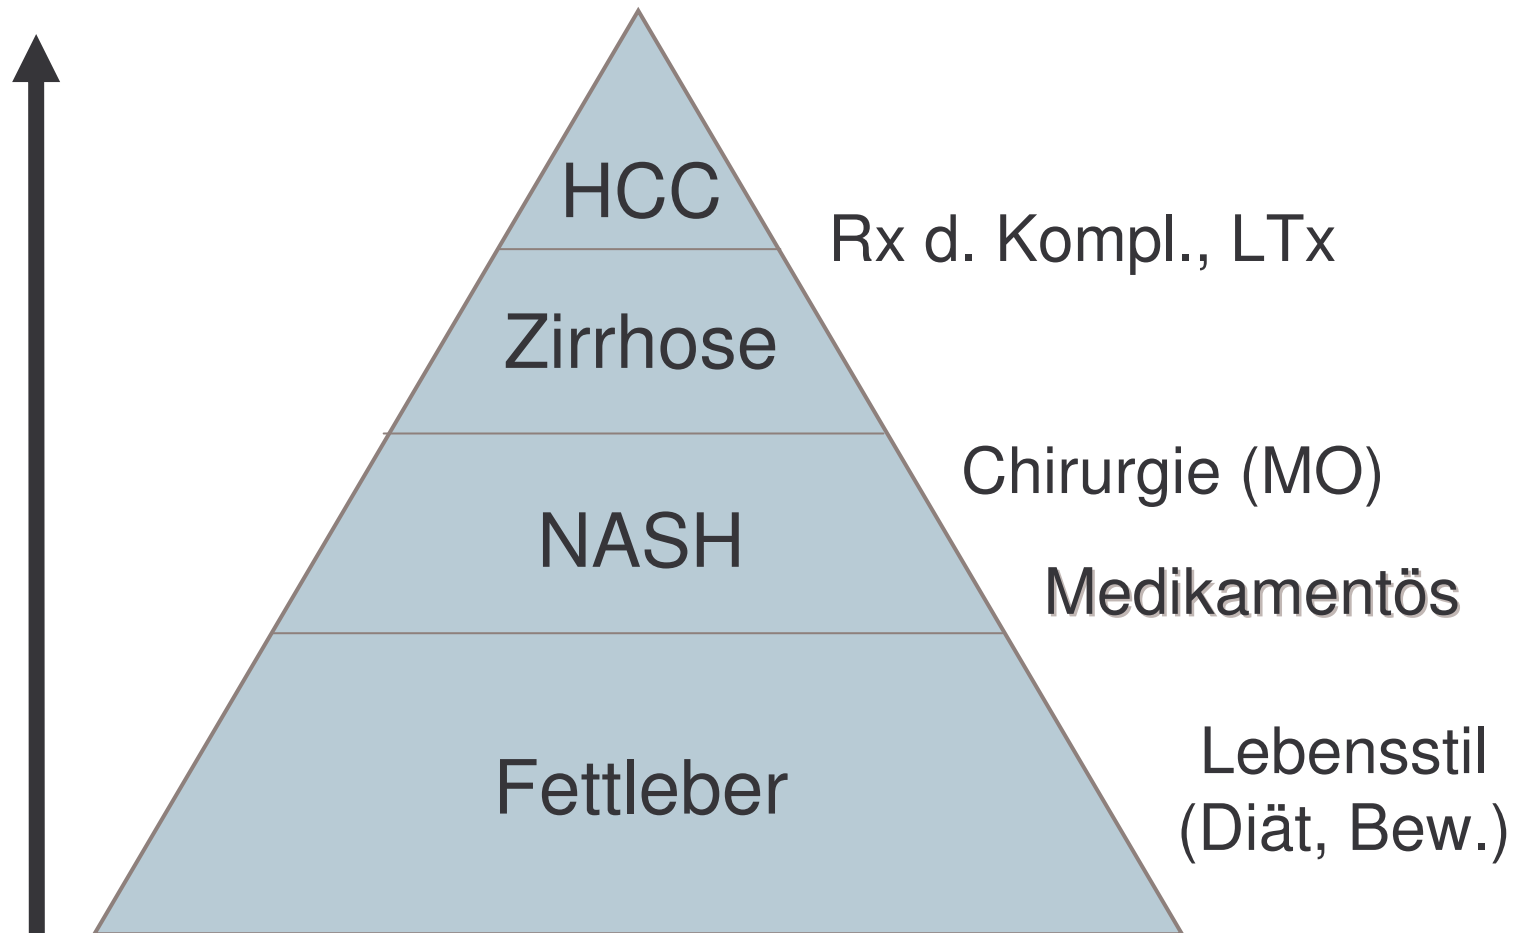 HCC
Rx d. Kompl., LTx
Zirrhose
Chirurgie (MO)
NASH
Medikamentös
Lebensstil
Fettleber
(Diät, Bew.)